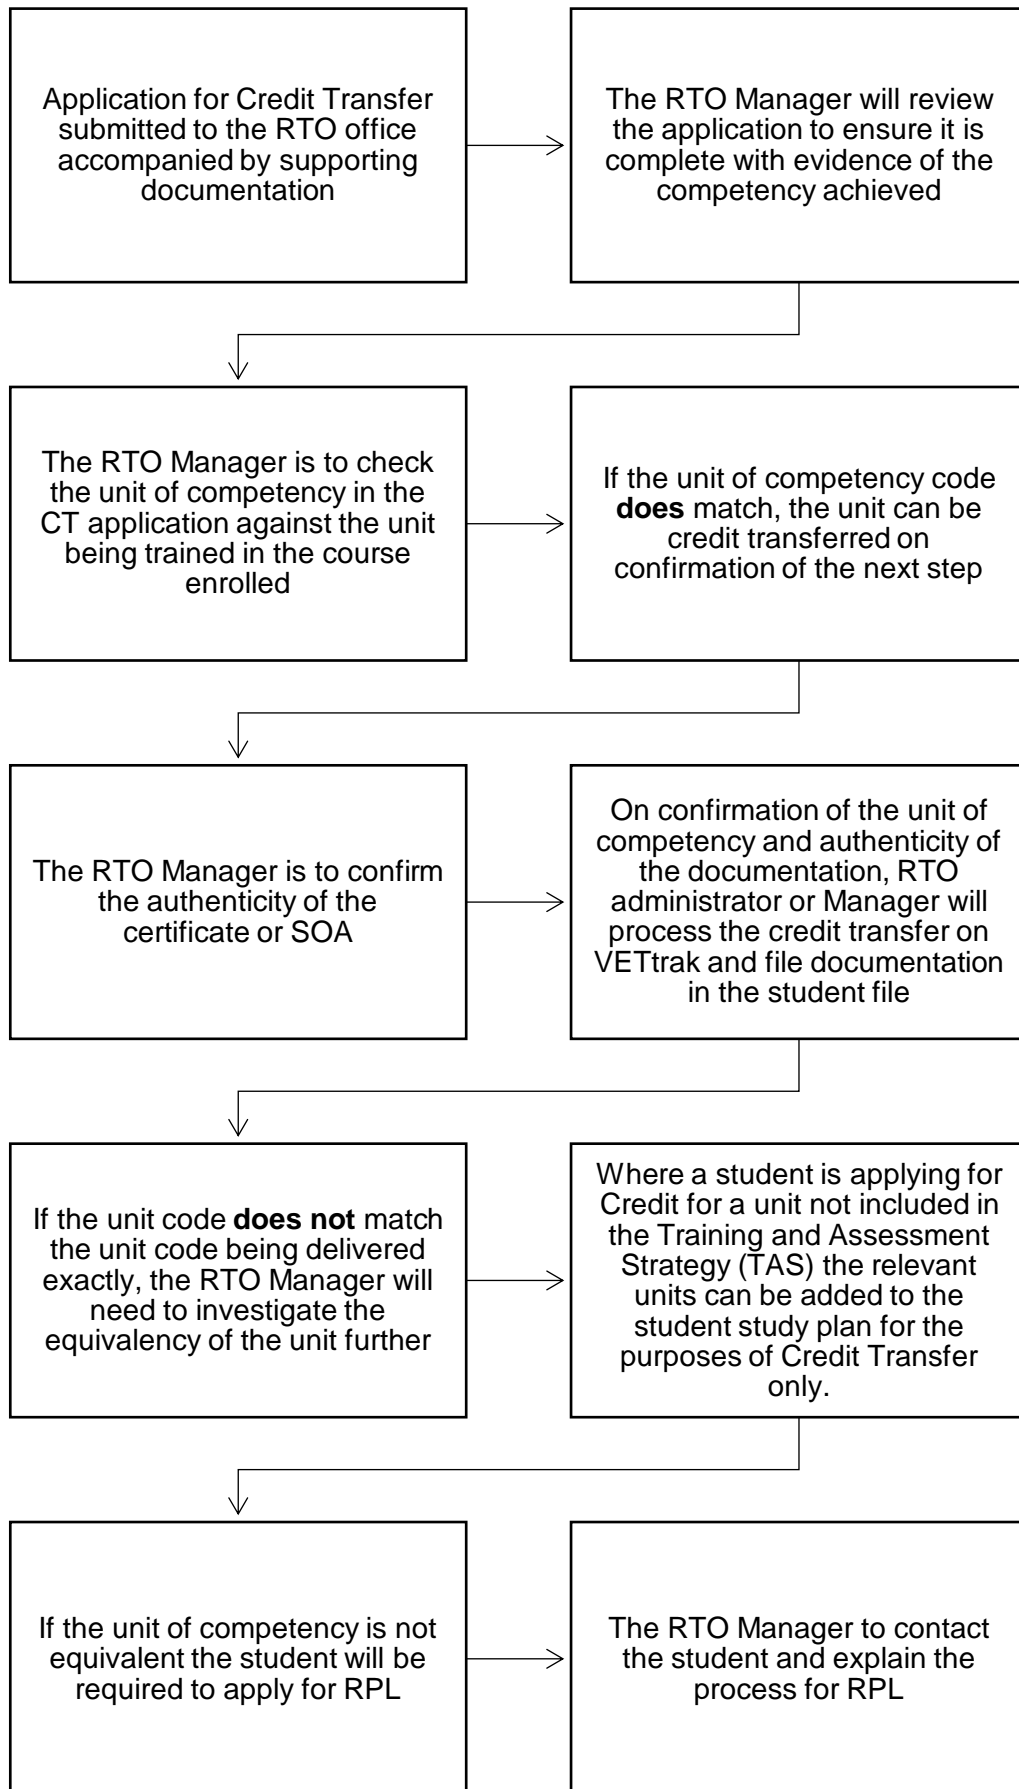 Application for Credit Transfer
submitted to the RTO office
accompanied by supporting
documentation
The RTO Manager will review
the application to ensure it is
complete with evidence of the
competency achieved
The RTO Manager is to check
the unit of competency in the
CT application against the unit
being trained in the course
enrolled
If the unit of competency code
does match, the unit can be
credit transferred on
confirmation of the next step
The RTO Manager is to confirm
the authenticity of the
certificate or SOA
On confirmation of the unit of
competency and authenticity of
the documentation, RTO
administrator or Manager will
process the credit transfer on
VETtrak and file documentation
in the student file
If the unit code does not match
the unit code being delivered
exactly, the RTO Manager will
need to investigate the
equivalency of the unit further
Where a student is applying for
Credit for a unit not included in
the Training and Assessment
Strategy (TAS) the relevant
units can be added to the
student study plan for the
purposes of Credit Transfer
only.
If the unit of competency is not
equivalent the student will be
required to apply for RPL
The RTO Manager to contact
the student and explain the
process for RPL